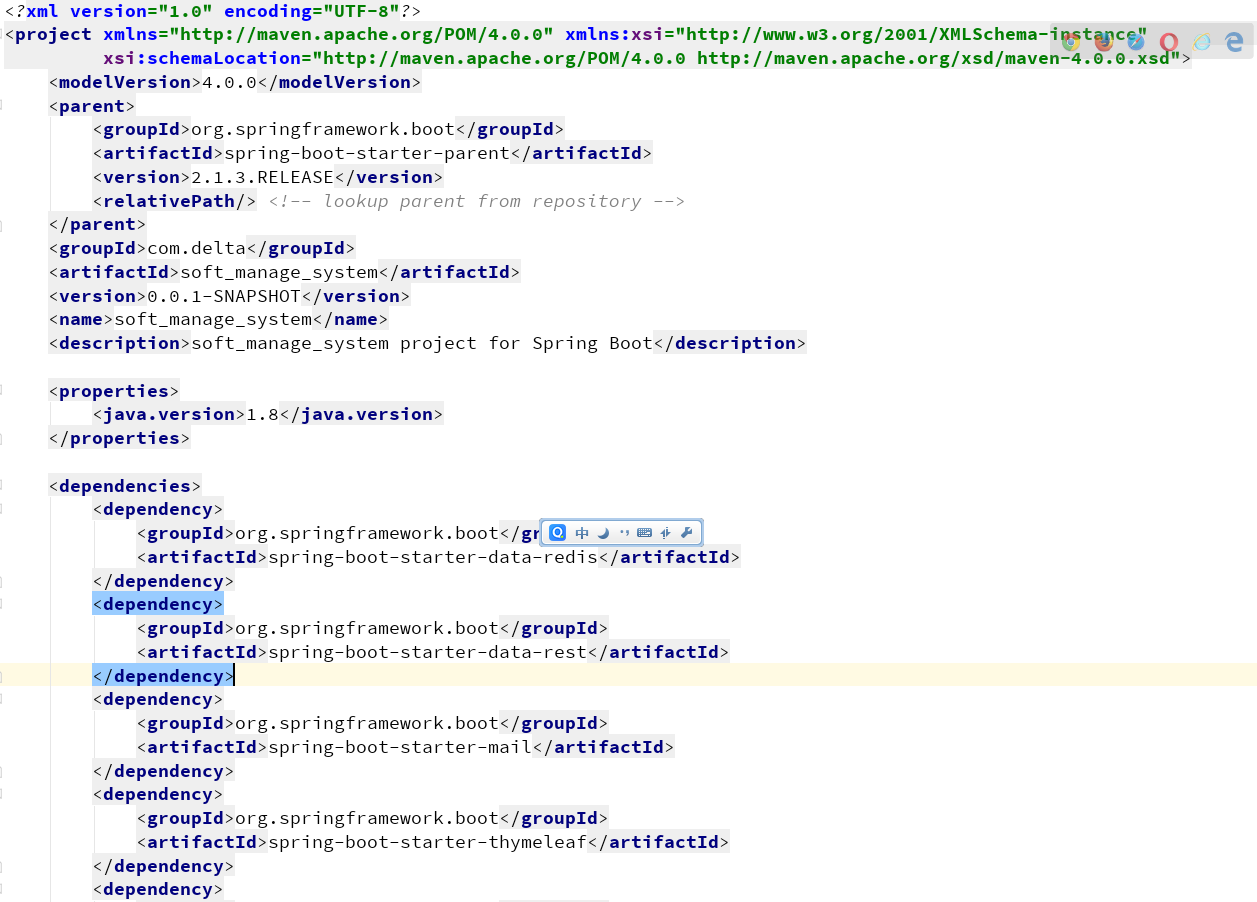 <?xml version="1.0" encoding="UTF-8"?>
<project xmlns="http://maven.apache.org/POM/4.0.0" xmlns:xsi="http://www.w3.org/2001/XMLSchema-instance"
         xsi:schemaLocation="http://maven.apache.org/POM/4.0.0 http://maven.apache.org/xsd/maven-4.0.0.xsd">
    <modelVersion>4.0.0</modelVersion>
    <parent>
        <groupId>org.springframework.boot</groupId>
        <artifactId>spring-boot-starter-parent</artifactId>
        <version>2.1.3.RELEASE</version>
        <relativePath/> <!-- lookup parent from repository -->
    </parent>
    <groupId>com.delta</groupId>
    <artifactId>soft_manage_system</artifactId>
    <version>0.0.1-SNAPSHOT</version>
    <name>soft_manage_system</name>
    <description>soft_manage_system project for Spring Boot</description>

    <properties>
        <java.version>1.8</java.version>
    </properties>

    <dependencies>
        <dependency>
            <groupId>org.springframework.boot</gr 中
            <artifactId>spring-boot-starter-data-redis</artifactId>
        </dependency>
        <dependency>
            <groupId>org.springframework.boot</groupId>
            <artifactId>spring-boot-starter-data-rest</artifactId>
        </dependency>
        <dependency>
            <groupId>org.springframework.boot</groupId>
            <artifactId>spring-boot-starter-mail</artifactId>
        </dependency>
        <dependency>
            <groupId>org.springframework.boot</groupId>
            <artifactId>spring-boot-starter-thymeleaf</artifactId>
        </dependency>
        <dependency>